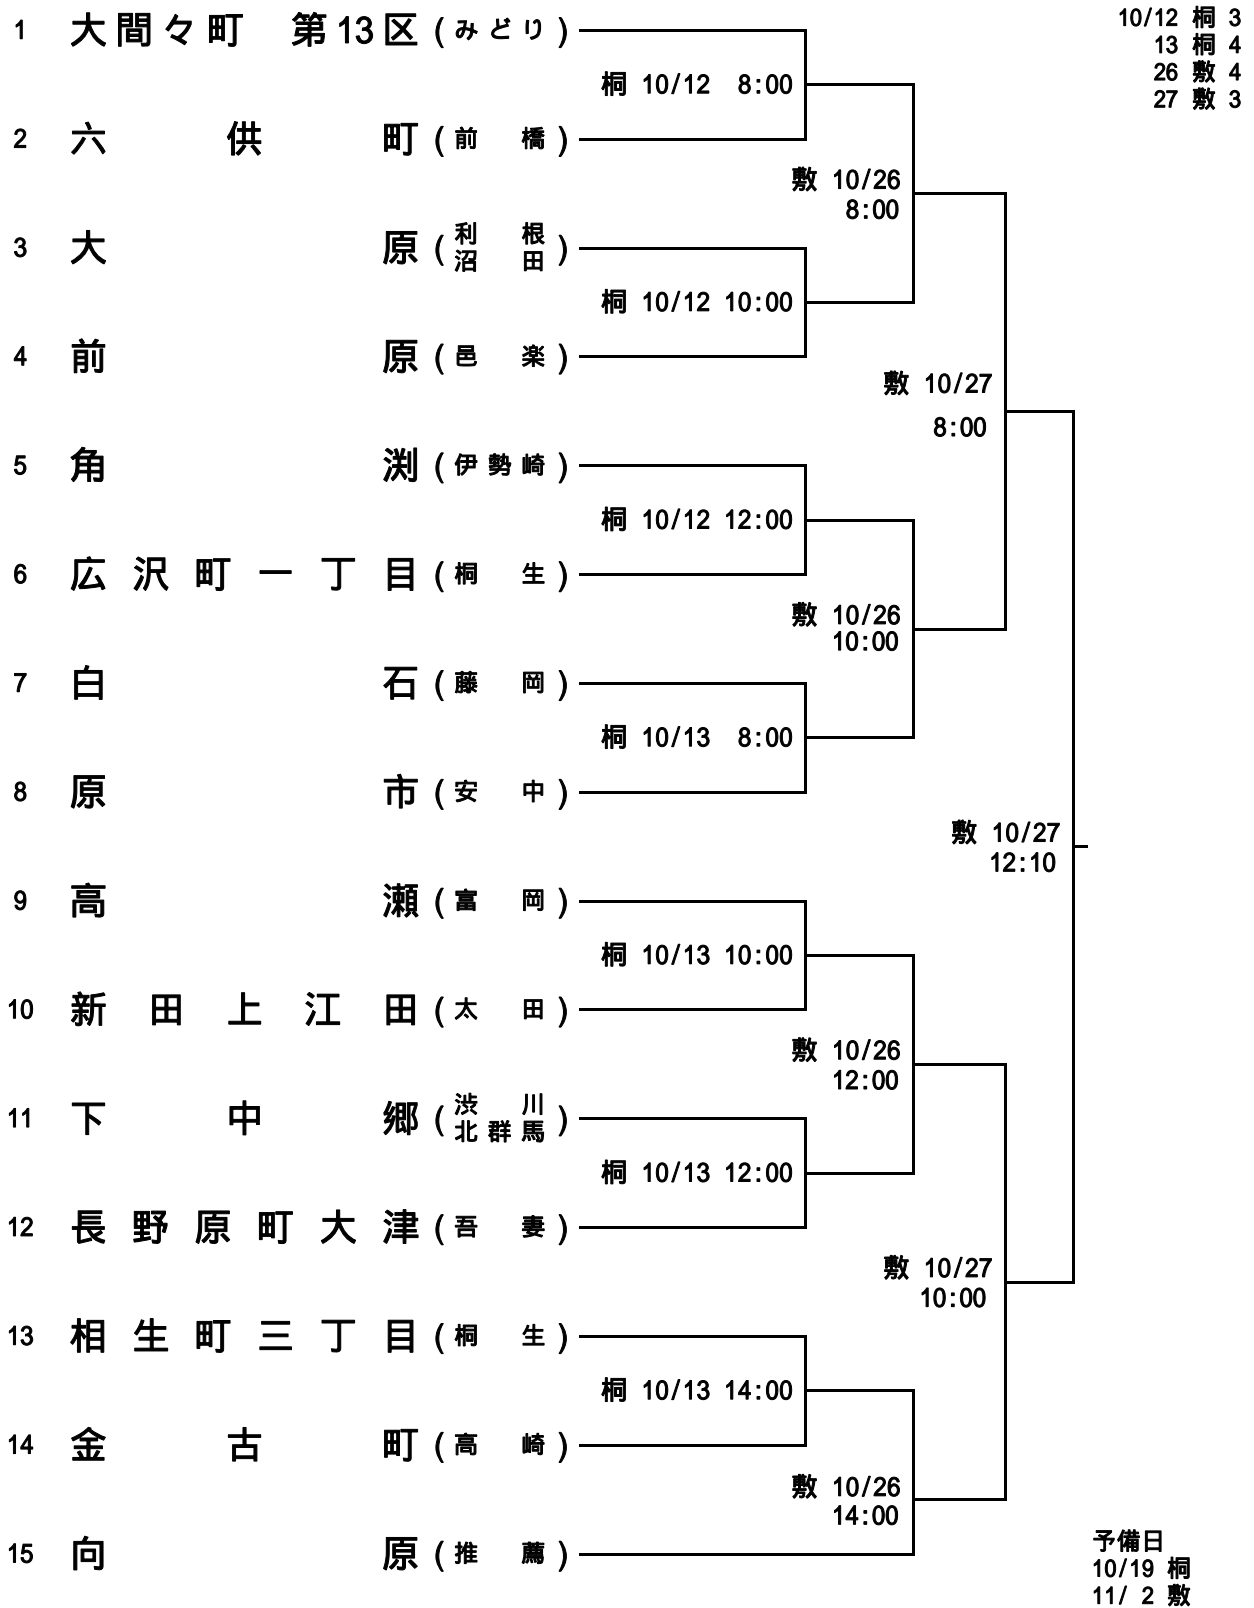 10/12 桐 3
13 桐 4
26 敷 4
27 敷 3
1 大間々町 第13区 (みどり)
桐 10/12 8:00
2 六供町 (前橋)
敷 10/26
8:00
3 大原 (利根
沼田)
桐 10/12 10:00
4 前原 (邑楽)
敷 10/27
8:00
5 角渕 (伊勢崎)
桐 10/12 12:00
6 広沢町一丁目 (桐生)
敷 10/26
10:00
7 白石 (藤岡)
桐 10/13 8:00
8 原市 (安中)
敷 10/27
12:10
9 高瀬 (富岡)
桐 10/13 10:00
10 新田上江田 (太田)
敷 10/26
12:00
11 下中郷 (渋川
北群馬)
桐 10/13 12:00
12 長野原町大津 (吾妻)
敷 10/27
10:00
13 相生町三丁目 (桐生)
桐 10/13 14:00
14 金古町 (高崎)
敷 10/26
14:00
15 向原 (推薦)
予備日
10/19 桐
11/ 2 敷